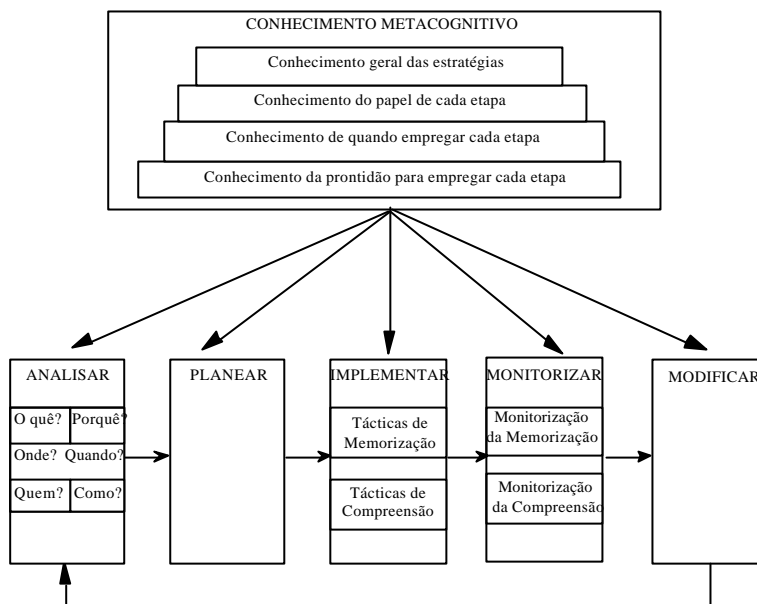 CONHECIMENTO METACOGNITIVO
Conhecimento geral das estratégias
Conhecimento do papel de cada etapa
Conhecimento de quando empregar cada etapa
Conhecimento da prontidão para empregar cada etapa
ANALISAR
O quê? Porquê?
Onde? Quando?
Quem? Como?
PLANEAR
IMPLEMENTAR
Tácticas de
Memorização
Tácticas de
Compreensão
MONITORIZAR
Monitorização
da Memorização
Monitorização
da Compreensão
MODIFICAR